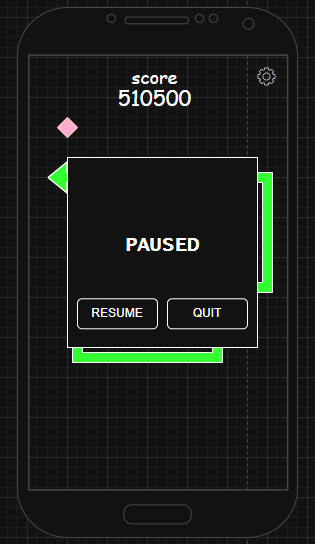 score
510500
PAUSED
RESUME
QUIT